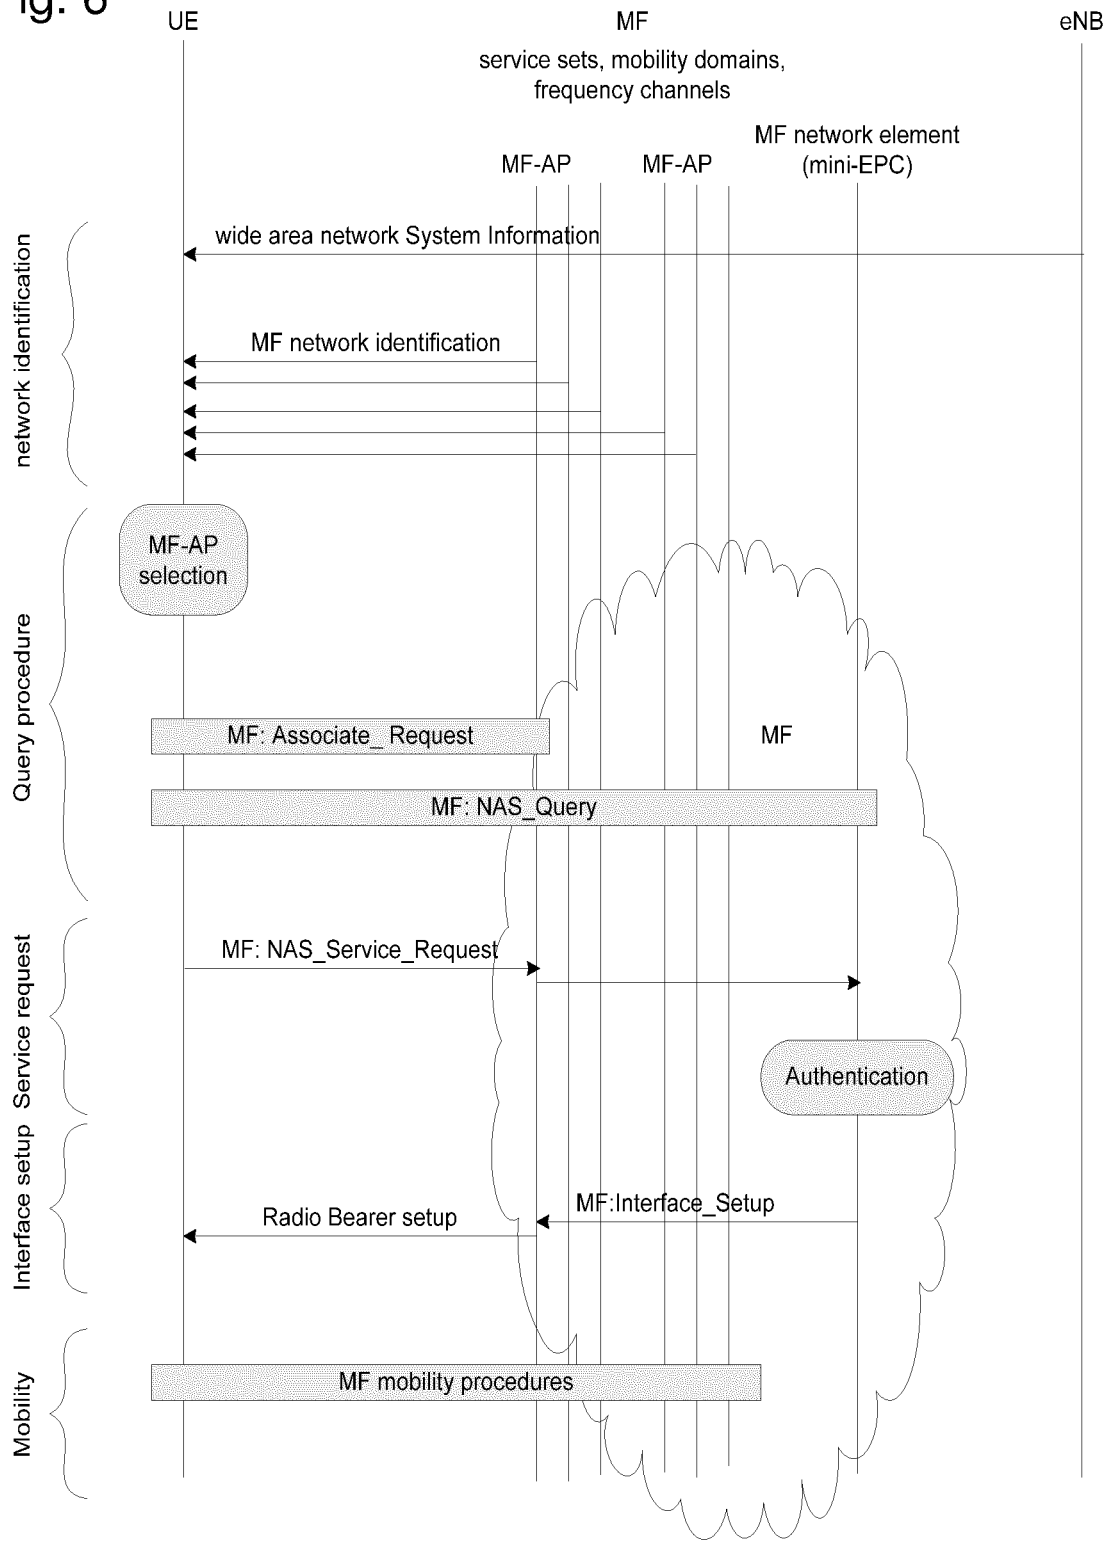 ig. 6
UE
MF
eNB
service sets, mobility domains,
frequency channels
MF network element
(mini-EPC)
MF-AP
MF-AP
wide area network System Information
network identification
MF network identification
MF-AP
selection
Query procedure
MF: Associate_ Request
MF
MF: NAS_Query
Service request
MF: NAS_Service_Request
Authentication
Interface setup
MF:Interface_Setup
Radio Bearer setup
Mobility
MF mobility procedures